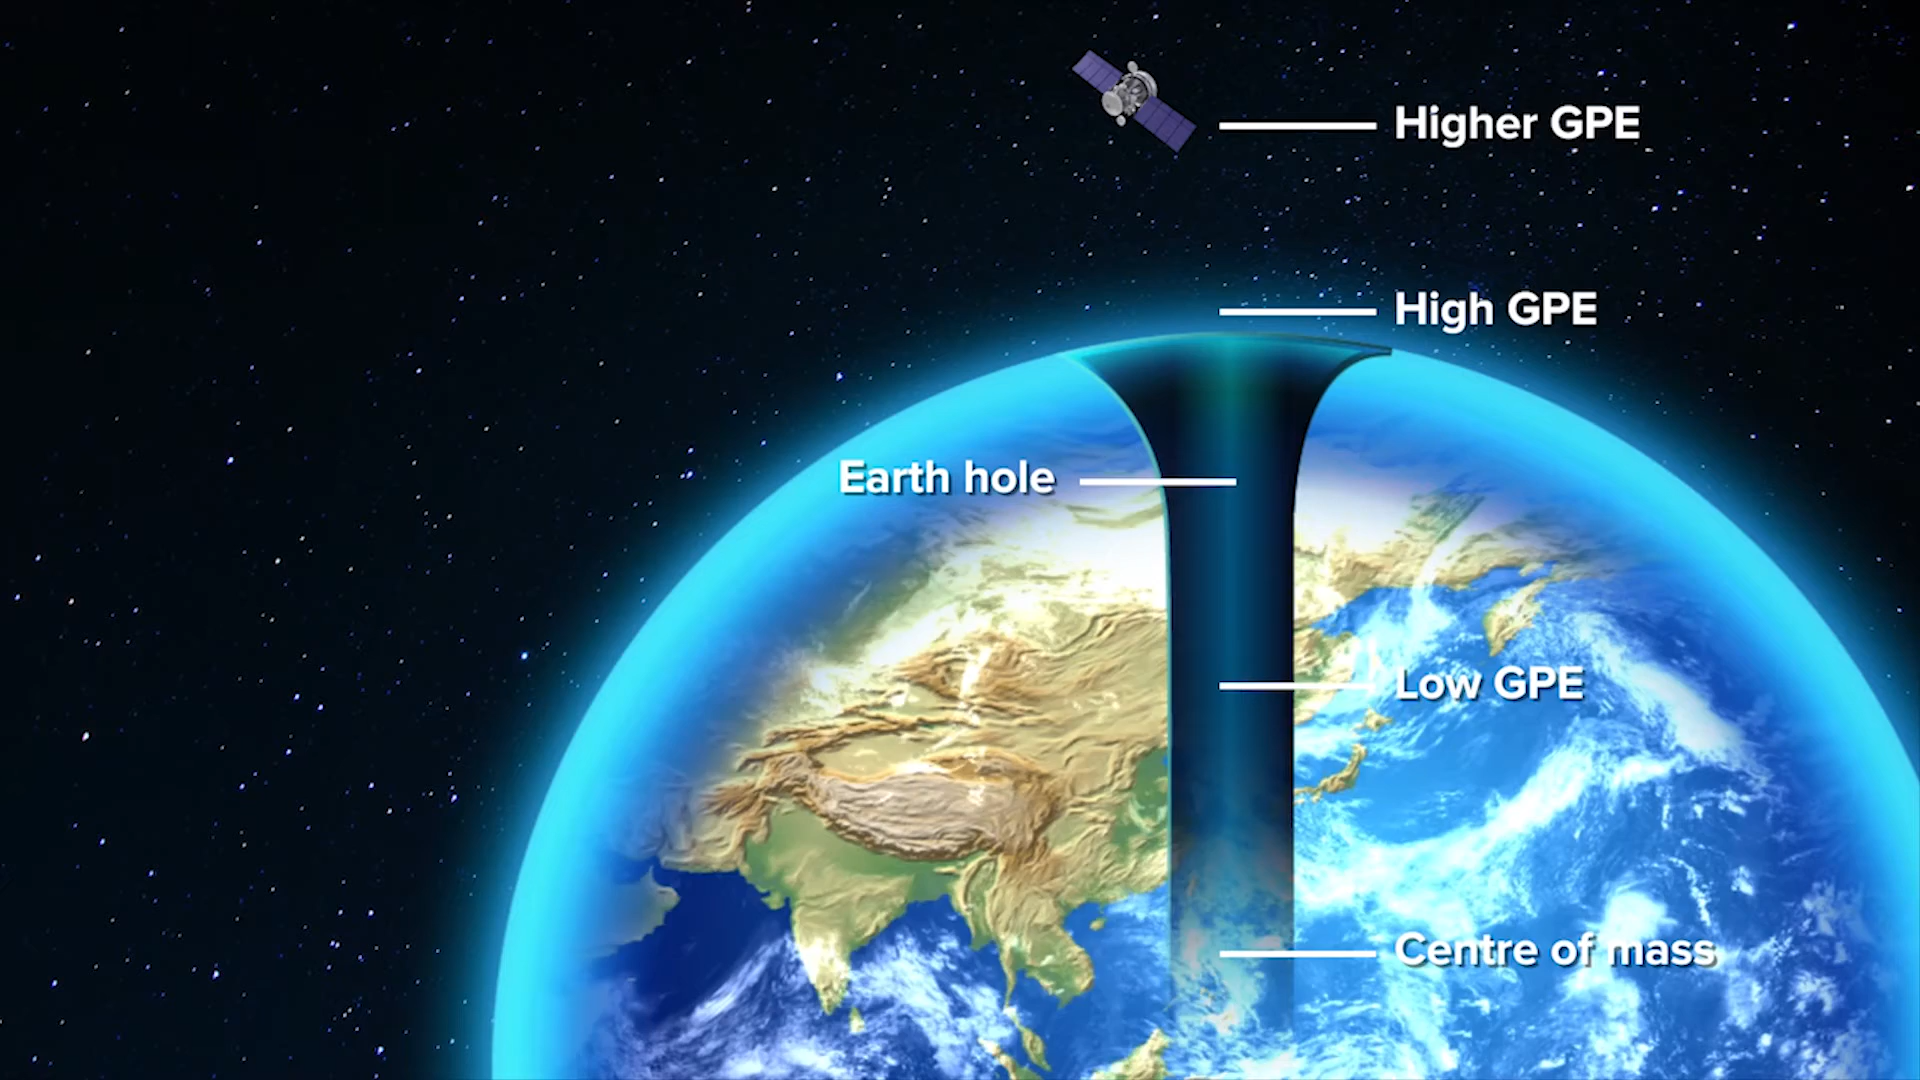 Higher GPE
High GPE
Earth hole
Low GPE
Centre of mass